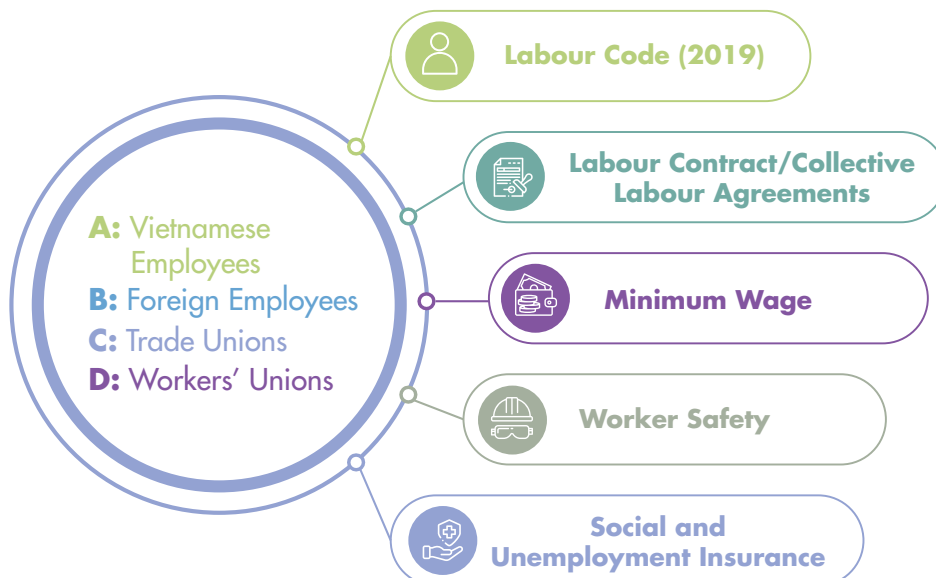 A: Vietnamese
Employees
B: Foreign Employees
C: Trade Unions
D: Workers’ Unions
Labour Code (2019)
Labour Contract/Collective
Labour Agreements
Minimum Wage
Worker Safety
Social and
Unemployment Insurance